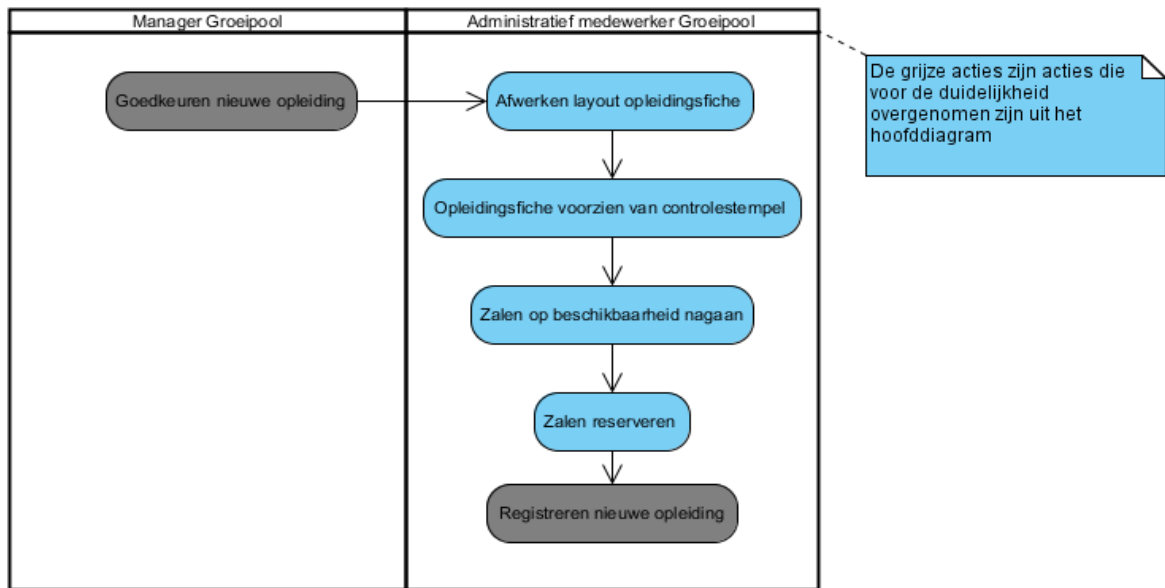 Manager Groeipool
Administratief medewerker Groeipool
De grijze acties zijn acties die
voor de duidelijkheid
overgenomen zijn uit het
hoofddiagram
Goedkeuren nieuwe opleiding
Afwerken layout opleidingsfiche
Opleidingsfiche voorzien van controlestempel
Zalen op beschikbaarheid nagaan
Zalen reserveren
Registreren nieuwe opleiding